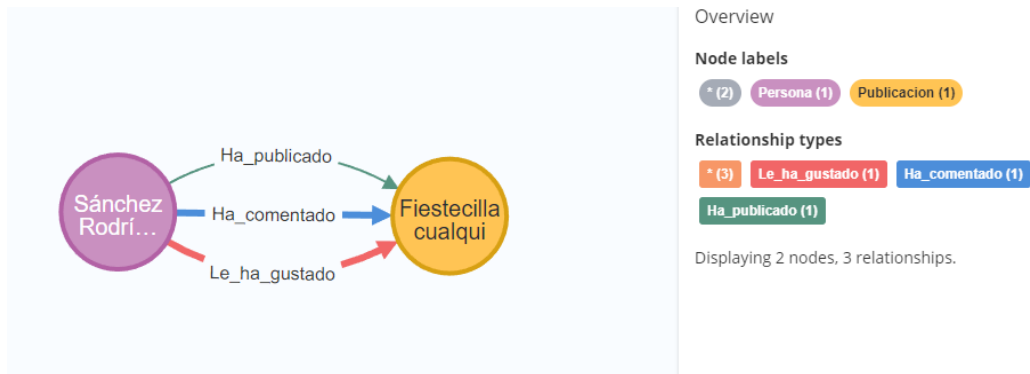 Overview
Node labels
* (2) Persona (1) Publicacion (1)
Relationship types
* (3) Le_ha_gustado (1) Ha_comentado (1)
Ha_publicado (1)
Displaying 2 nodes, 3 relationships.
Ha_publicado
Sánchez
Rodrí...
Ha_comentado
Fiestecilla
cualqui
Le_ha_gustado